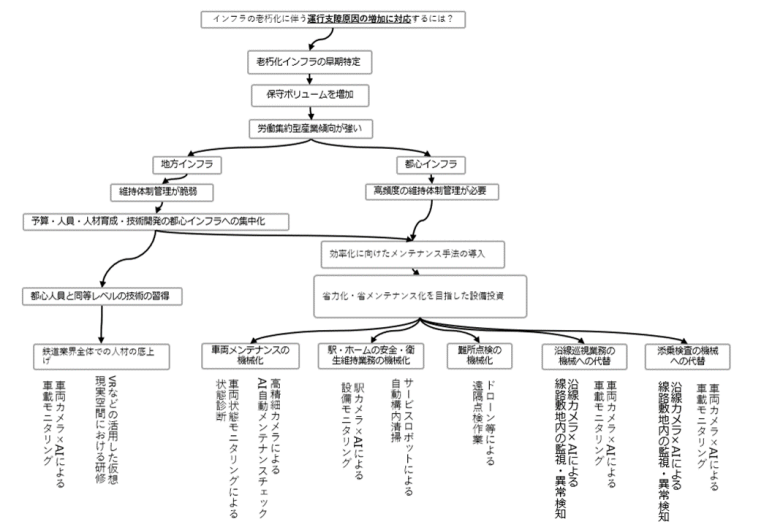 インフラの老朽化に伴う運行支障原因の増加に対応するには？
老朽化インフラの早期特定
保守ボリュームを増加
労働集約型産業傾向が強い
地方インフラ
都心インフラ
維持体制管理が脆弱
高頻度の維持体制管理が必要
予算・人員・人材育成・技術開発の都心インフラへの集中化
効率化に向けたメンテナンス手法の導入
省力化・省メンテナンス化を目指した設備投資
都心人員と同等レベルの技術の習得
鉄道業界全体での人材の底上
げ
車両メンテナンスの
機械化
駅・ホームの安全・衛
生維持業務の機械化
難所点検の
機械化
沿線巡視業務の
機械への代替
添乗検査の機械
への代替
VRなどの活用した仮想
現実空間における研修
車両カメラ×AIによる
車載モニタリング
高精細カメラによる
AI自動メンテナンスチェック
車両状態モニタリングによる
状態診断
サービスロボットによる
自動構内清掃
駅カメラ×AIによる
設備モニタリング
ドローン等による
遠隔点検作業
車両カメラ×AIによる
車載モニタリング
沿線カメラ×AIによる
線路敷地内の監視・異常検知
車両カメラ×AIによる
車載モニタリング
沿線カメラ×AIによる
線路敷地内の監視・異常検知